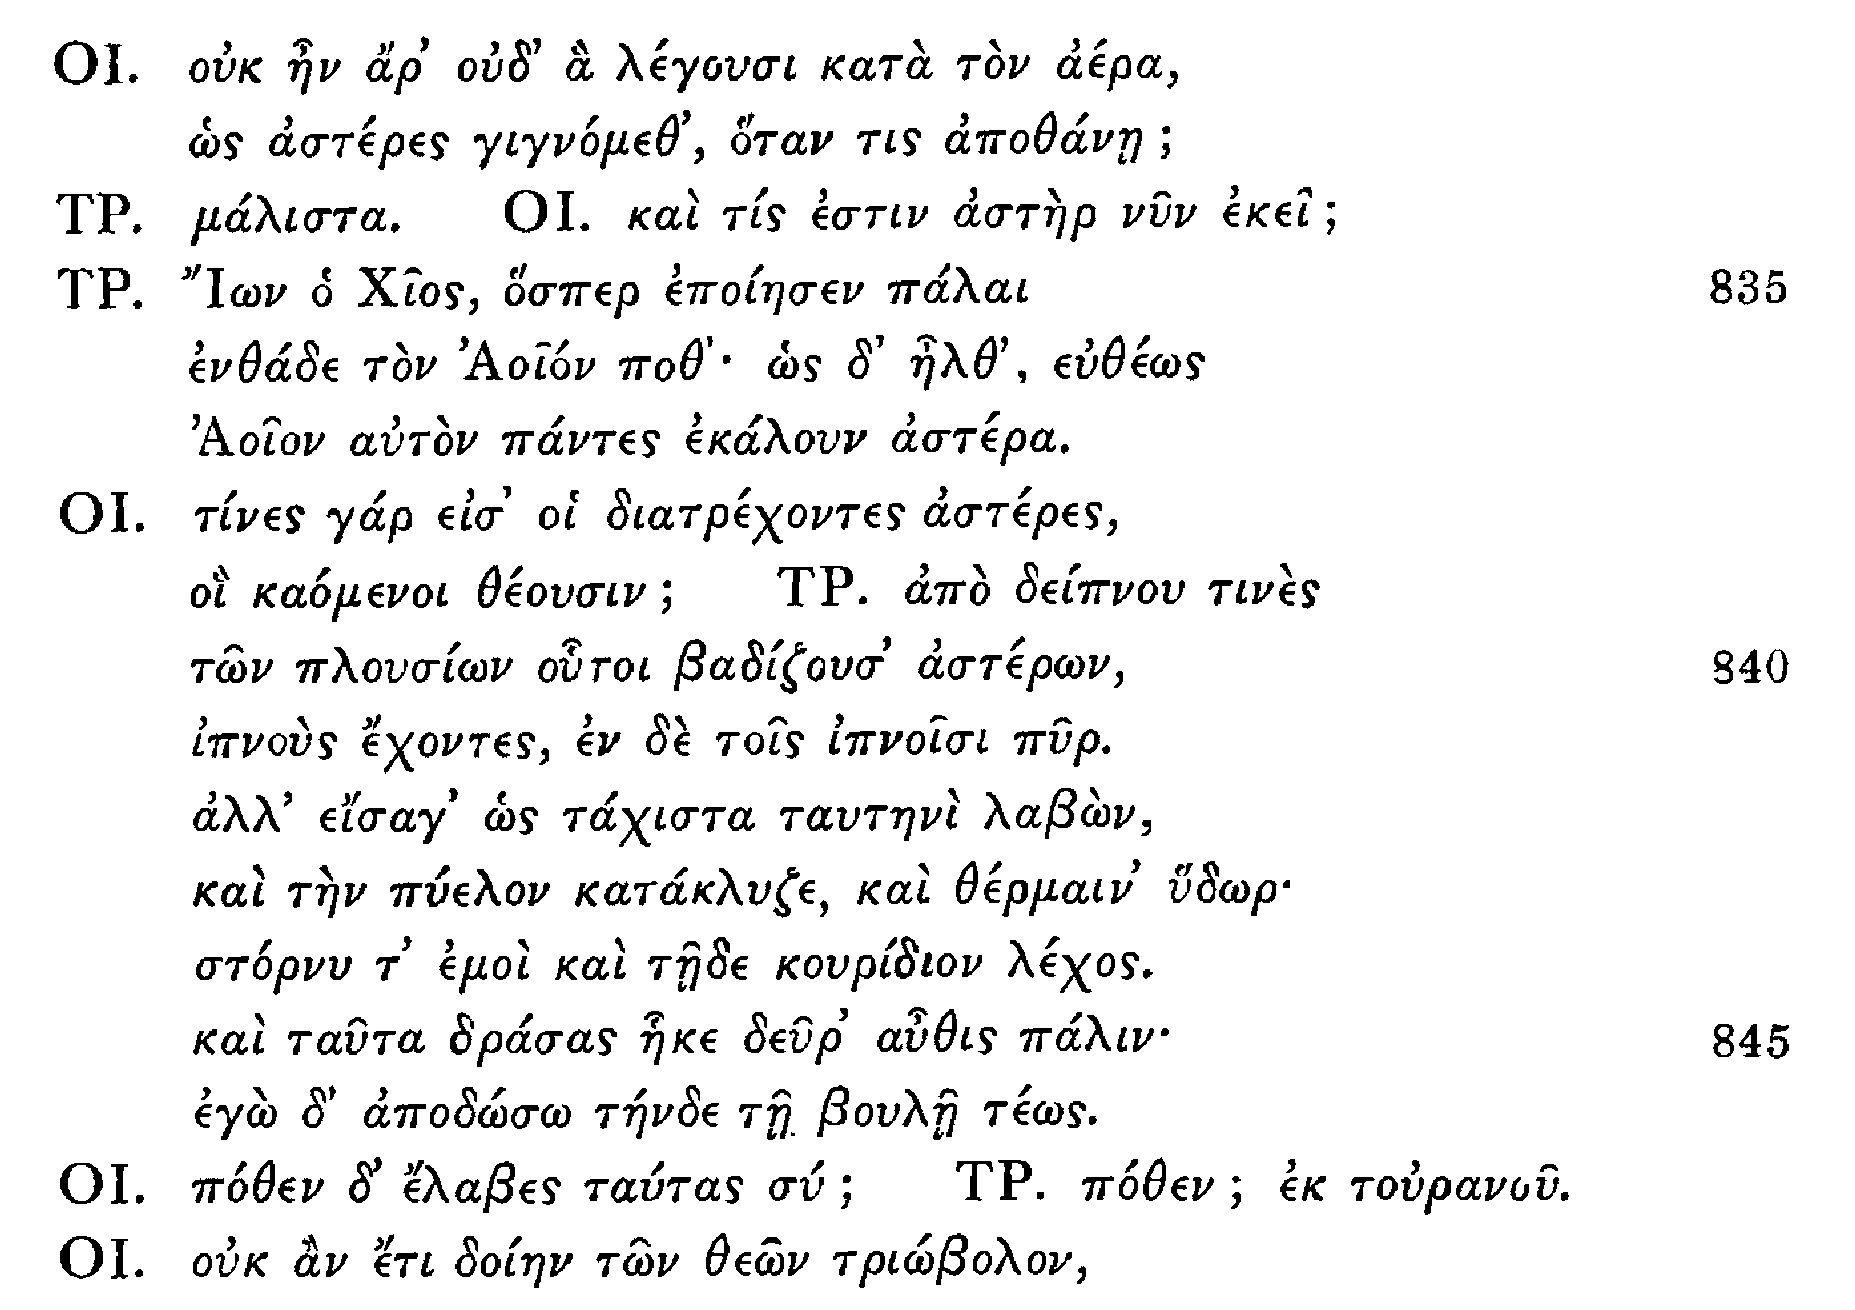 ΟΙ. οὐκ ἦν ἄρ’ οὐδ’ ἃ λέγουσι κατὰ τὸν ἀέρα,
ὡς ἀστέρες γιγνόμεθ’, ὅταν τις ἀποθάνῃ ;
ΤΡ. μάλιστα. ΟΙ. καὶ τίς ἐστιν ἀστὴρ νῦν ἐκεῖ ;
ΤΡ. Ἴων ὁ Χῖος, ὅσπερ ἐποίησεν πάλαι 835
ἐνθάδε τὸν Ἀοῖόν ποθ’· ὡς δ’ ἦλθ’, εὐθέως
Ἀοῖον αὐτὸν πάντες ἐκάλουν ἀστέρα.
ΟΙ. τίνες γάρ εἰσ’ οἱ διατρέχοντες ἀστέρες,
οἳ καόμενοι θέουσιν ; ΤΡ. ἀπὸ δείπνου τινὲς
τῶν πλουσίων οὗτοι βαδίζουσ’ ἀστέρων, 840
ἰπνοὺς ἔχοντες, ἐν δὲ τοῖς ἰπνοῖσι πῦρ.
ἀλλ’ εἴσαγ’ ὡς τάχιστα ταυτηνὶ λαβὼν,
καὶ τὴν πύελον κατάκλυζε, καὶ θέρμαιν’ ὕδωρ·
στόρνυ τ’ ἐμοὶ καὶ τῇδε κουρίδιον λέχος.
καὶ ταῦτα δράσας ἧκε δεῦρ’ αὖθις πάλιν· 845
ἐγὼ δ’ ἀποδώσω τήνδε τῇ βουλῇ τέως.
ΟΙ. πόθεν δ’ ἔλαβες ταύτας σύ ; ΤΡ. πόθεν ; ἐκ τοὐρανοῦ.
ΟΙ. οὐκ ἂν ἔτι δοίην τῶν θεῶν τριώβολον,